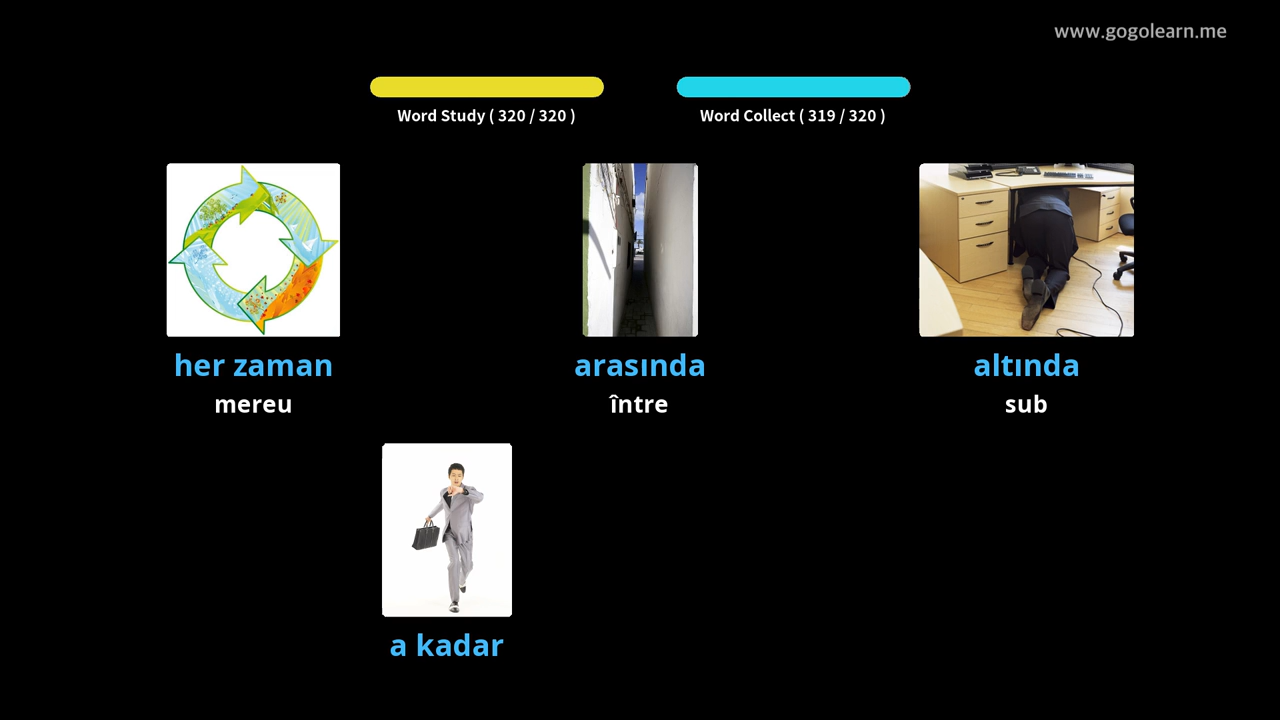 www.gogolearn.me
Word Study ( 320 / 320 )
Word Collect ( 319 / 320 )
her zaman
mereu
arasında
între
altında
sub
a kadar